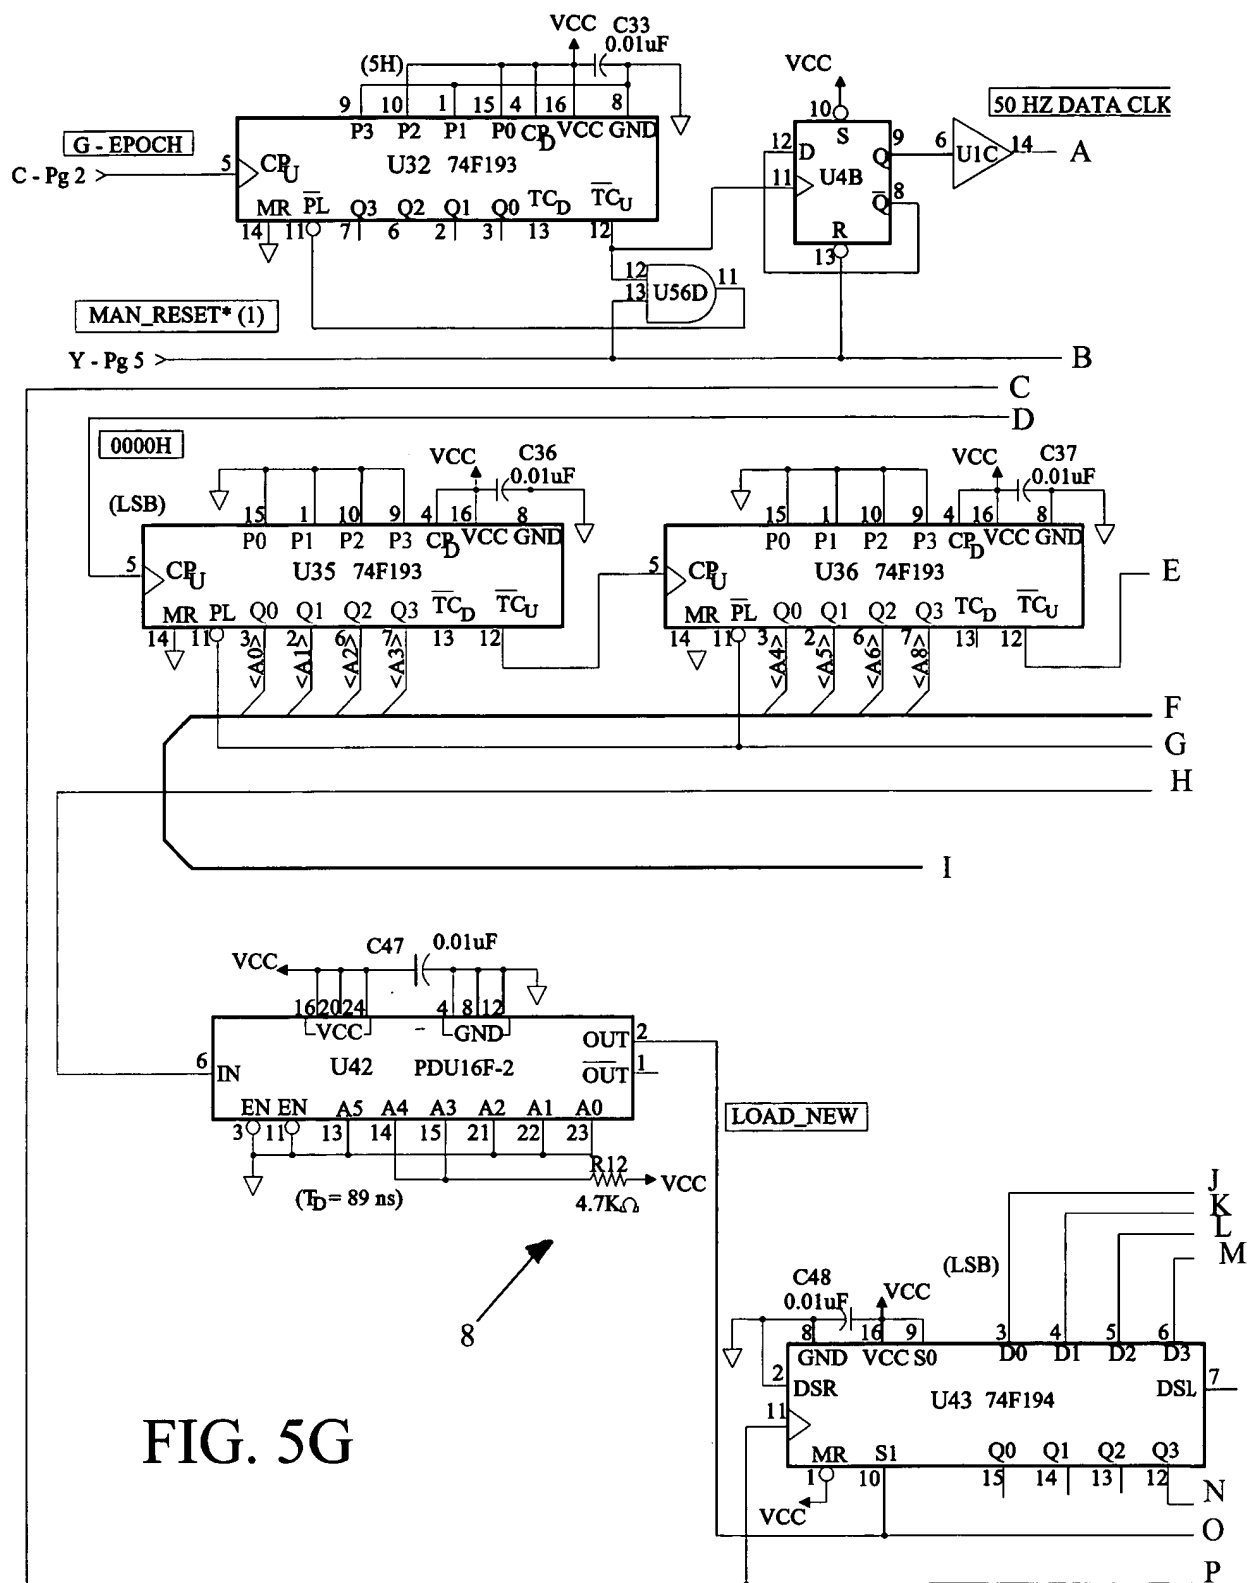 VCC C33
0.01uF
(5H)
9 10 1 15 4 16 8
P3 P2 P1 P0 CPD VCC GND
G - EPOCH
C - Pg 2
5 CPU U32 74F193
MR PL Q3 Q2 Q1 Q0 TCD TCU
14 11 7 6 2 3 13 12
VCC
10
12 D S Q 9
U4B
11 Q 8
R
13
50 HZ DATA CLK
6 U1C 14 A
12
13 U56D 11
MAN_RESET* (1)
Y - Pg 5 B
C
D
0000H
(LSB)
VCC C36
0.01uF
15 1 10 9 4 16 8
P0 P1 P2 P3 CPD VCC GND
5 CPU U35 74F193
MR PL Q0 Q1 Q2 Q3 TCD TCU
14 11 3 2 6 7 13 12
<A0> <A1> <A2> <A3>
VCC C37
0.01uF
15 1 10 9 4 16 8
P0 P1 P2 P3 CPD VCC GND
5 CPU U36 74F193
MR PL Q0 Q1 Q2 Q3 TCD TCU
14 11 3 2 6 7 13 12
<A4> <A5> <A6> <A8>
E
F
G
H
I
VCC C47 0.01uF
16 20 24 4 8 12
VCC GND
6 IN U42 PDU16F-2 OUT 2
OUT 1
EN EN A5 A4 A3 A2 A1 A0
3 11 13 14 15 21 22 23
(TD = 89 ns)
R12
4.7KΩ
VCC
LOAD_NEW
8
J
K
L
M
(LSB)
C48
0.01uF VCC
8 16 9 3 4 5 6
GND VCC S0 D0 D1 D2 D3
2 DSR DSL 7
11 U43 74F194
MR S1 Q0 Q1 Q2 Q3
1 10 15 14 13 12
VCC
N
O
P
FIG. 5G